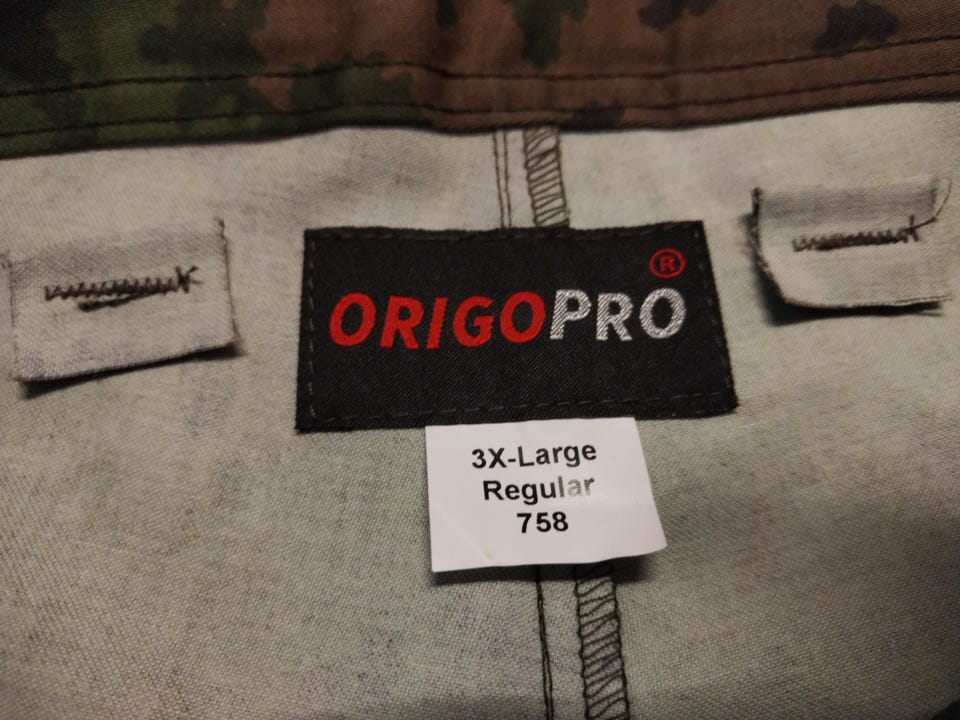 ORIGOPRO®
3X-Large
Regular
758